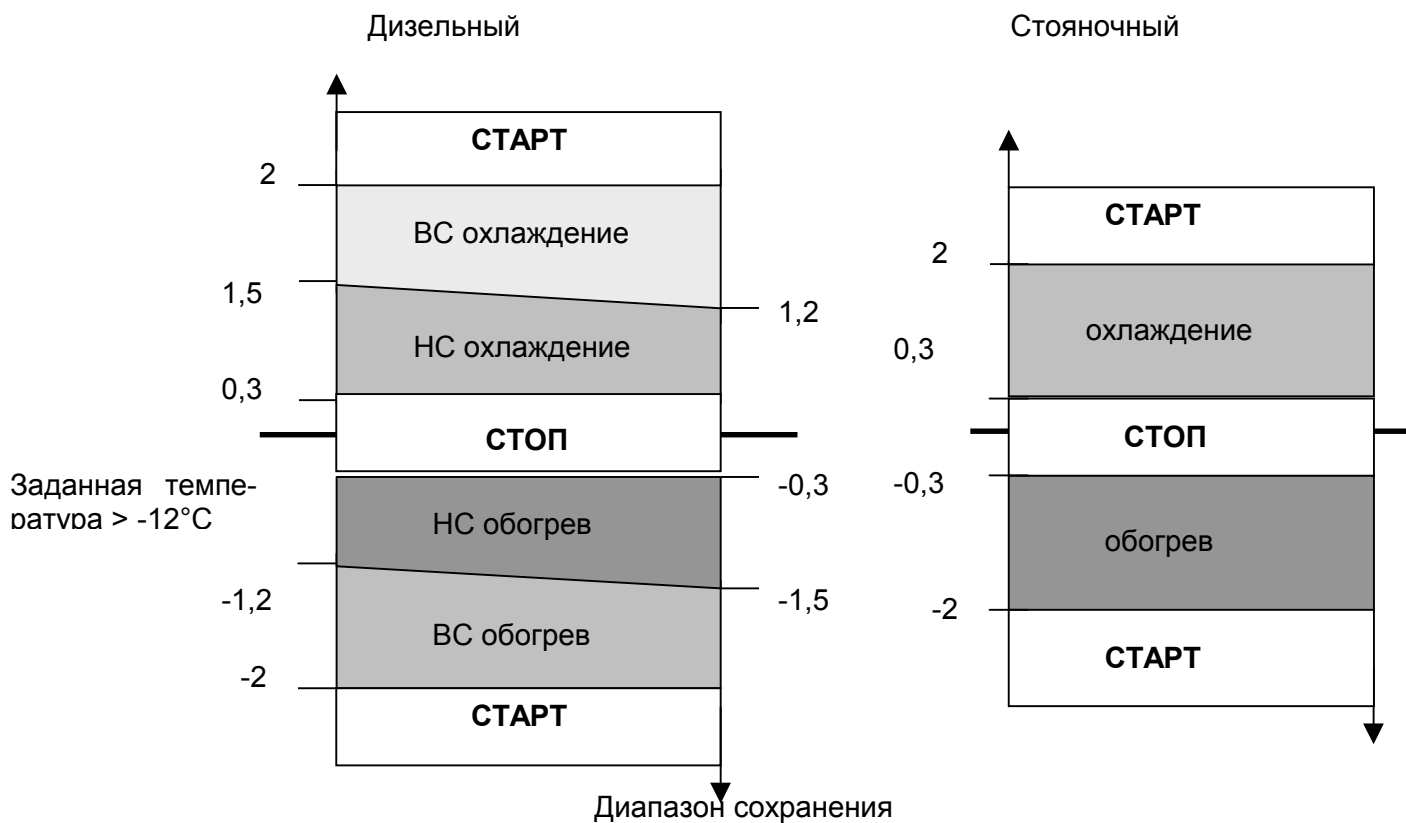 Дизельный
Стояночный
СТАРТ
2
ВС охлаждение
1,5
1,2
НС охлаждение
0,3
СТОП
Заданная темпе-
ратура > -12°C
-0,3
НС обогрев
-1,2
-1,5
ВС обогрев
-2
СТАРТ
СТАРТ
2
охлаждение
0,3
СТОП
-0,3
обогрев
-2
СТАРТ
Диапазон сохранения